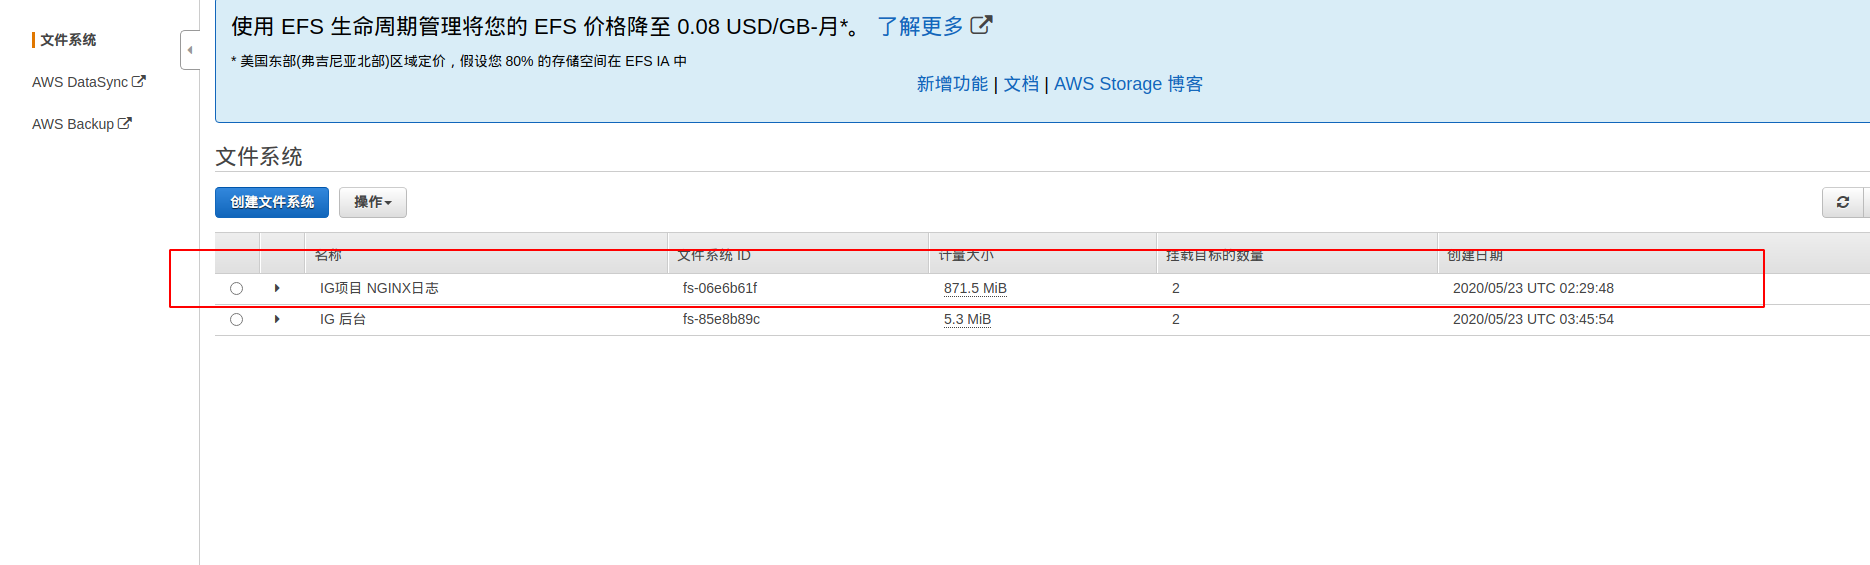 使用 EFS 生命周期管理将您的 EFS 价格降至 0.08 USD/GB-月*。 了解更多
* 美国东部(弗吉尼亚北部)区域定价，假设您 80% 的存储空间在 EFS IA 中
新增功能 | 文档 | AWS Storage 博客
文件系统
AWS DataSync
AWS Backup
文件系统
创建文件系统 操作
名称 文件系统 ID 计量大小 挂载目标的数量 创建日期
IG项目 NGINX日志 fs-06e6b61f 871.5 MiB 2 2020/05/23 UTC 02:29:48
IG 后台 fs-85e8b89c 5.3 MiB 2 2020/05/23 UTC 03:45:54